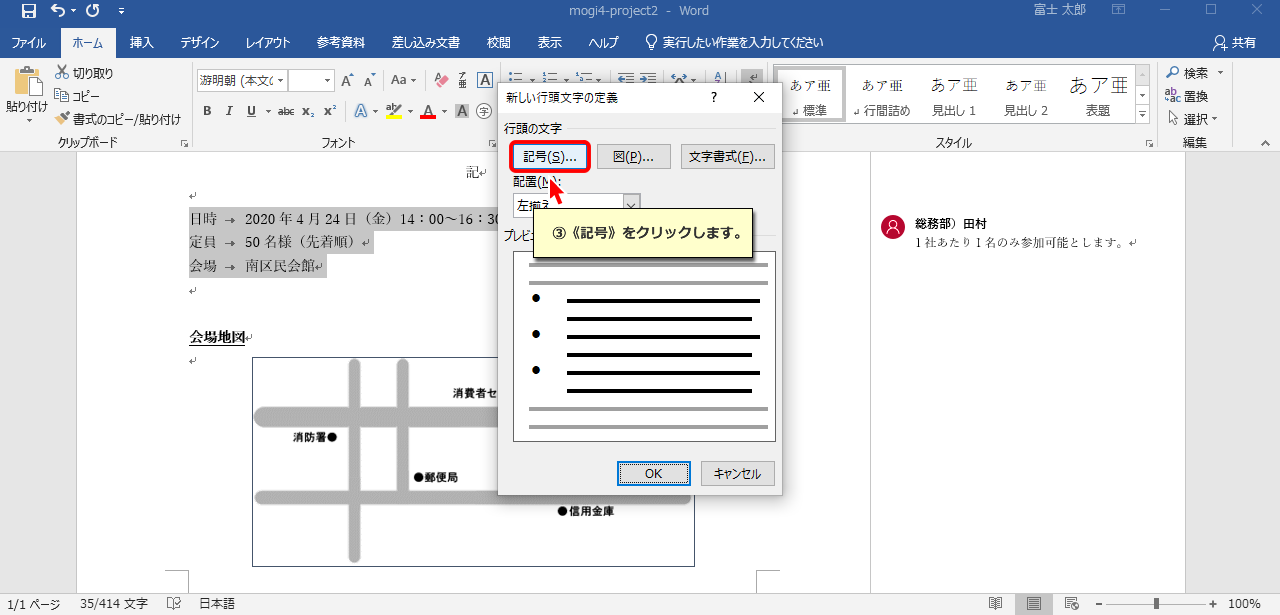 mogi4-project2 - Word
富士 太郎
ファイル ホーム 挿入 デザイン レイアウト 参考資料 差し込み文書 校閲 表示 ヘルプ 実行したい作業を入力してください 共有
貼り付け
切り取り
コピー
書式のコピー/貼り付け
クリップボード
游明朝 (本文(
Aa
B I U abc x₂ x²
フォント
あア亜 あア亜 あア亜 あア亜 あア亜
標準 行間詰め 見出し 1 見出し 2 表題
スタイル
検索
置換
選択
編集
新しい行頭文字の定義
? ×
行頭の文字
記号(S)... 図(P)... 文字書式(F)...
配置(M):
左揃え
③《記号》をクリックします。
OK キャンセル
記
日時 → 2020 年 4 月 24 日（金）14：00～16：30
定員 → 50 名様（先着順）
会場 → 南区民会館
会場地図
消費者セ
消防署●
●郵便局
●信用金庫
総務部）田村
1 社あたり 1 名のみ参加可能とします。
1/1 ページ 35/414 文字 日本語
100%